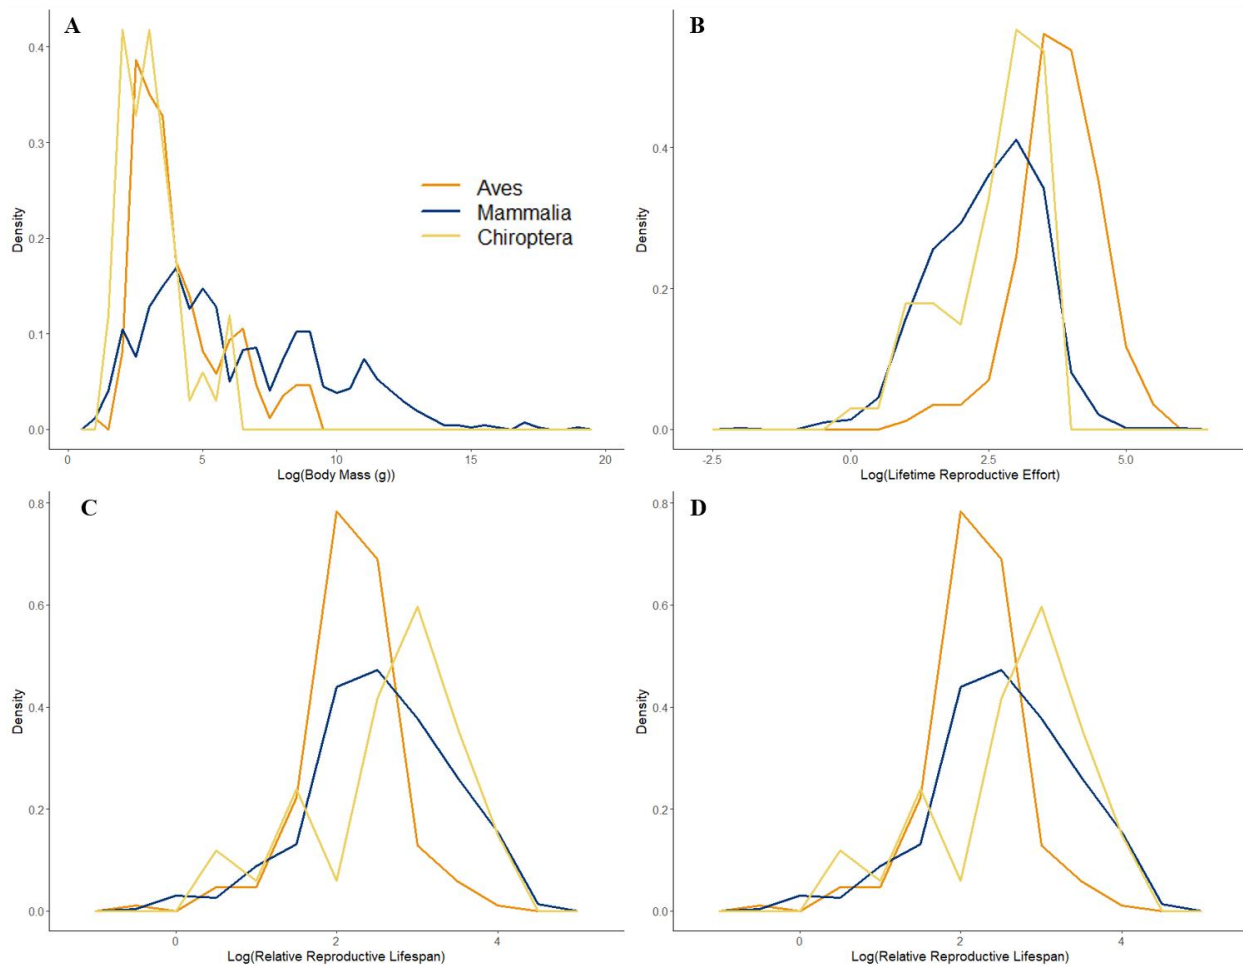 A
B
Density
0.4
0.3
0.2
0.1
0.0
Aves
Mammalia
Chiroptera
0
5
10
15
20
Log(Body Mass (g))
Density
0.4
0.2
0.0
-2.5
0.0
2.5
5.0
Log(Lifetime Reproductive Effort)
C
D
Density
0.8
0.6
0.4
0.2
0.0
0
2
4
Log(Relative Reproductive Lifespan)
Density
0.8
0.6
0.4
0.2
0.0
0
2
4
Log(Relative Reproductive Lifespan)